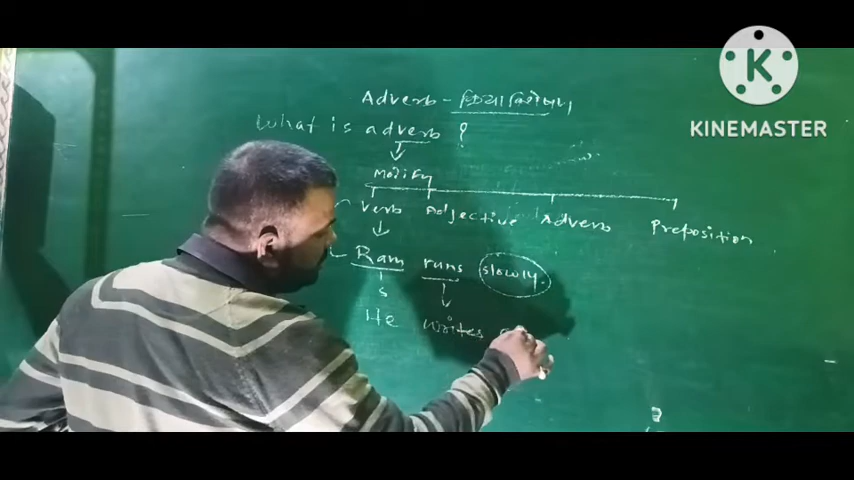 Adverb - क्रिया विशेषण
What is adverb ?
Modify
Verb Adjective Adverb Preposition
Ram runs slowly.
S
He writes
K
KINEMASTER